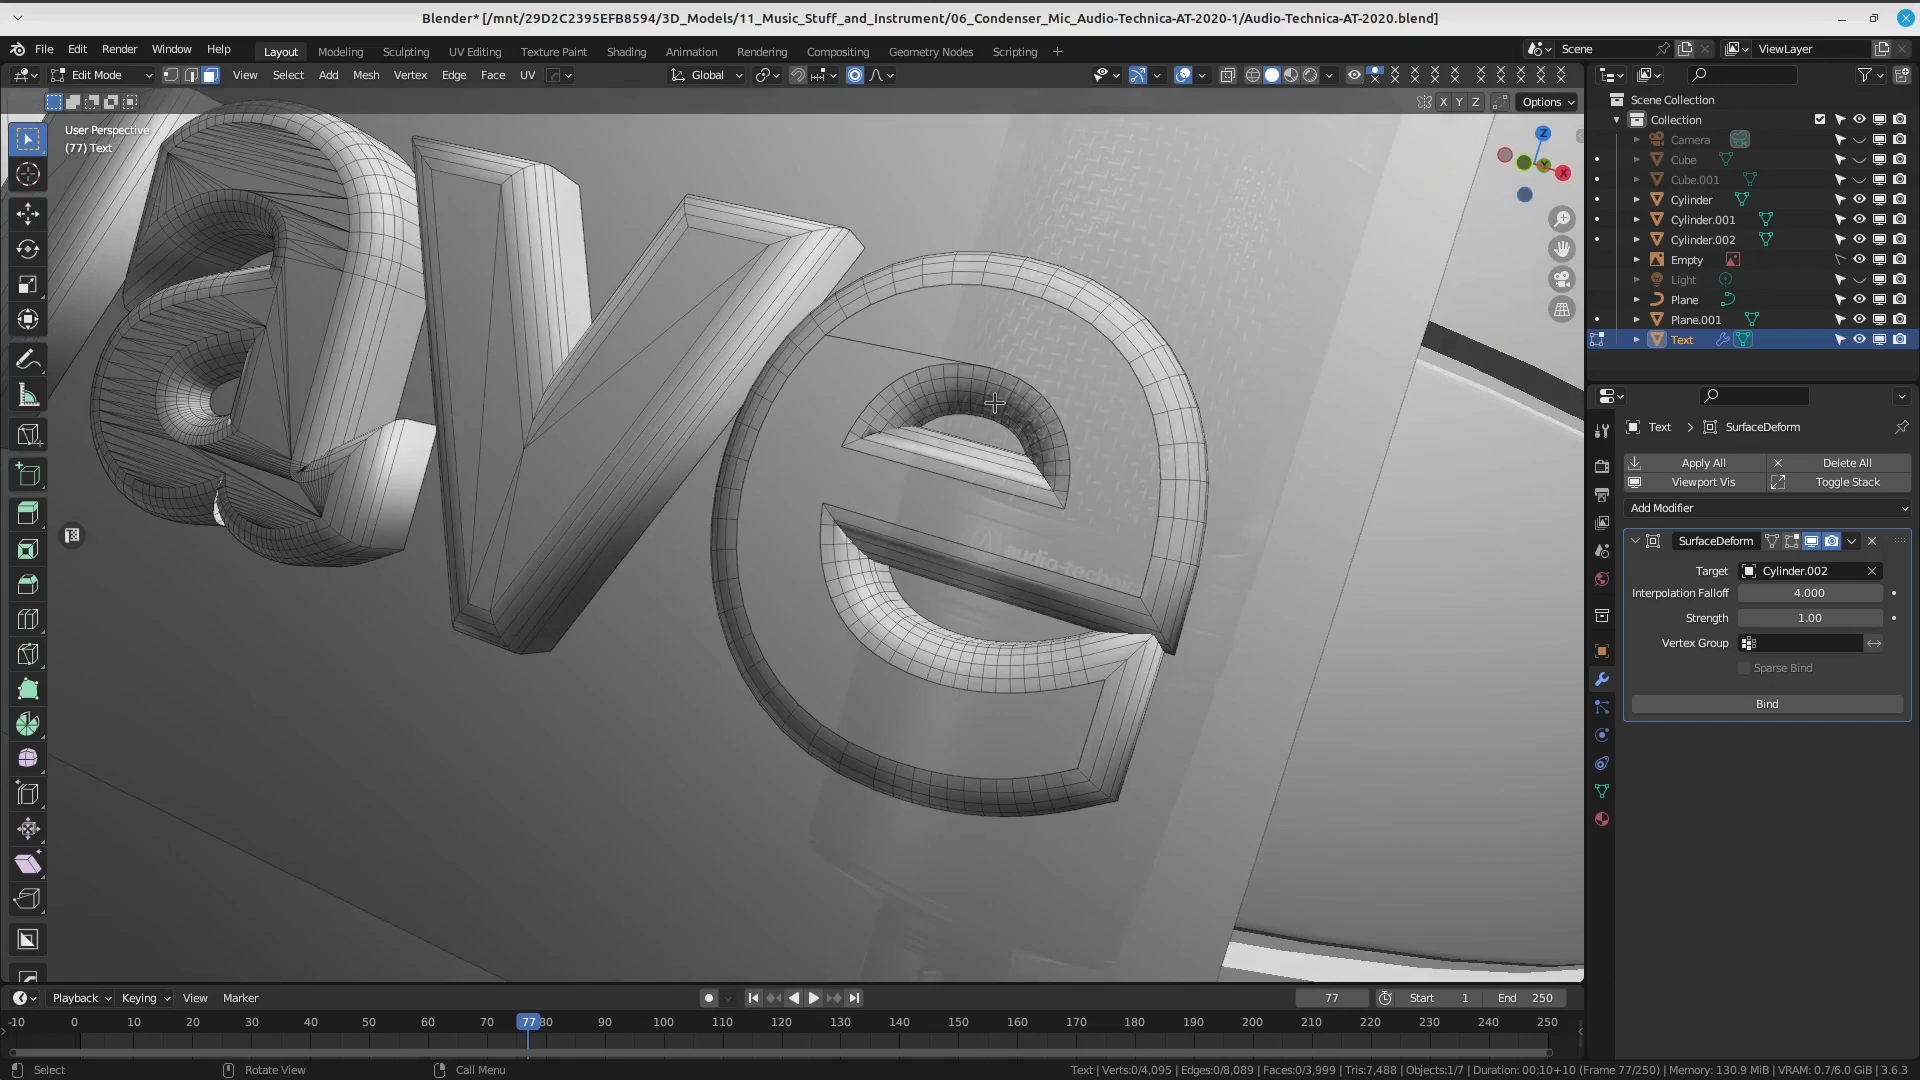 Blender* [/mnt/29D2C2395EFB8594/3D_Models/11_Music_Stuff_and_Instrument/06_Condenser_Mic_Audio-Technica-AT-2020-1/Audio-Technica-AT-2020.blend]
File Edit Render Window Help Layout Modeling Sculpting UV Editing Texture Paint Shading Animation Rendering Compositing Geometry Nodes Scripting + Scene ViewLayer
Edit Mode View Select Add Mesh Vertex Edge Face UV Global
X Y Z Options
User Perspective
(77) Text
Z
Y
X
ave
audio-technica
Scene Collection
Collection
Camera
Cube
Cube.001
Cylinder
Cylinder.001
Cylinder.002
Empty
Light
Plane
Plane.001
Text
Text > SurfaceDeform
Apply All Delete All
Viewport Vis Toggle Stack
Add Modifier
SurfaceDeform
Target Cylinder.002
Interpolation Falloff 4.000
Strength 1.00
Vertex Group
Sparse Bind
Bind
Playback Keying View Marker 77 Start 1 End 250
-10 0 10 20 30 40 50 60 70 77 80 90 100 110 120 130 140 150 160 170 180 190 200 210 220 230 240 250
Select Rotate View Call Menu Text | Verts:0/4,095 | Edges:0/8,089 | Faces:0/3,999 | Tris:7,488 | Objects:1/7 | Duration: 00:10+10 (Frame 77/250) | Memory: 130.9 MiB | VRAM: 0.7/6.0 GiB | 3.6.3